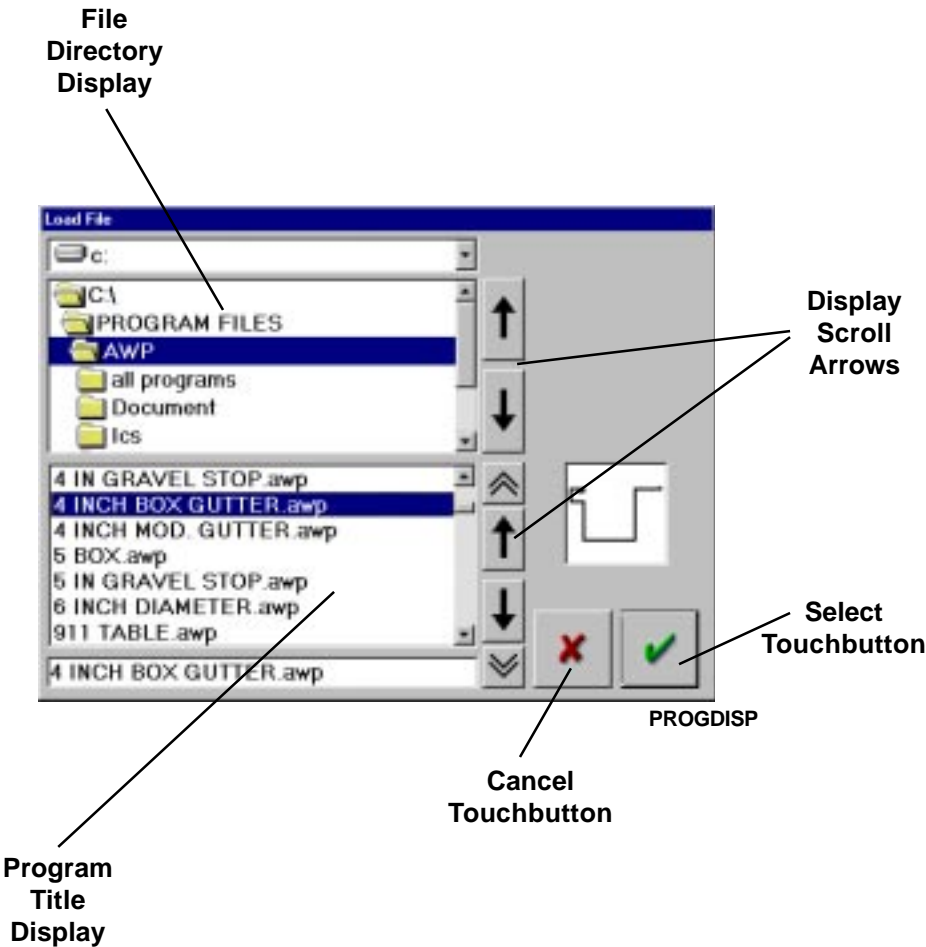 File
Directory
Display
Load File
c:
C:\
PROGRAM FILES
AWP
all programs
Document
Ics
4 IN GRAVEL STOP.awp
4 INCH BOX GUTTER.awp
4 INCH MOD. GUTTER.awp
5 BOX.awp
5 IN GRAVEL STOP.awp
6 INCH DIAMETER.awp
911 TABLE.awp
4 INCH BOX GUTTER.awp
Display
Scroll
Arrows
Select
Touchbutton
PROGDISP
Cancel
Touchbutton
Program
Title
Display